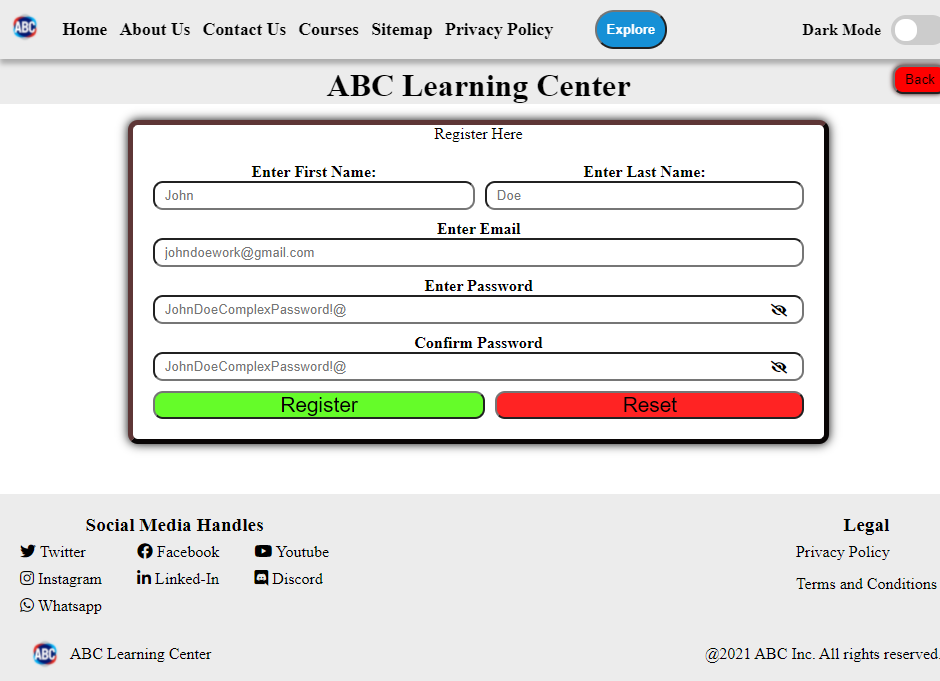 ABC Home About Us Contact Us Courses Sitemap Privacy Policy Explore Dark Mode
Back
ABC Learning Center
Register Here
Enter First Name: Enter Last Name:
John Doe
Enter Email
johndoework@gmail.com
Enter Password
JohnDoeComplexPassword!@
Confirm Password
JohnDoeComplexPassword!@
Register Reset
Social Media Handles Legal
Twitter Facebook Youtube Privacy Policy
Instagram Linked-In Discord Terms and Conditions
Whatsapp
ABC ABC Learning Center @2021 ABC Inc. All rights reserved.